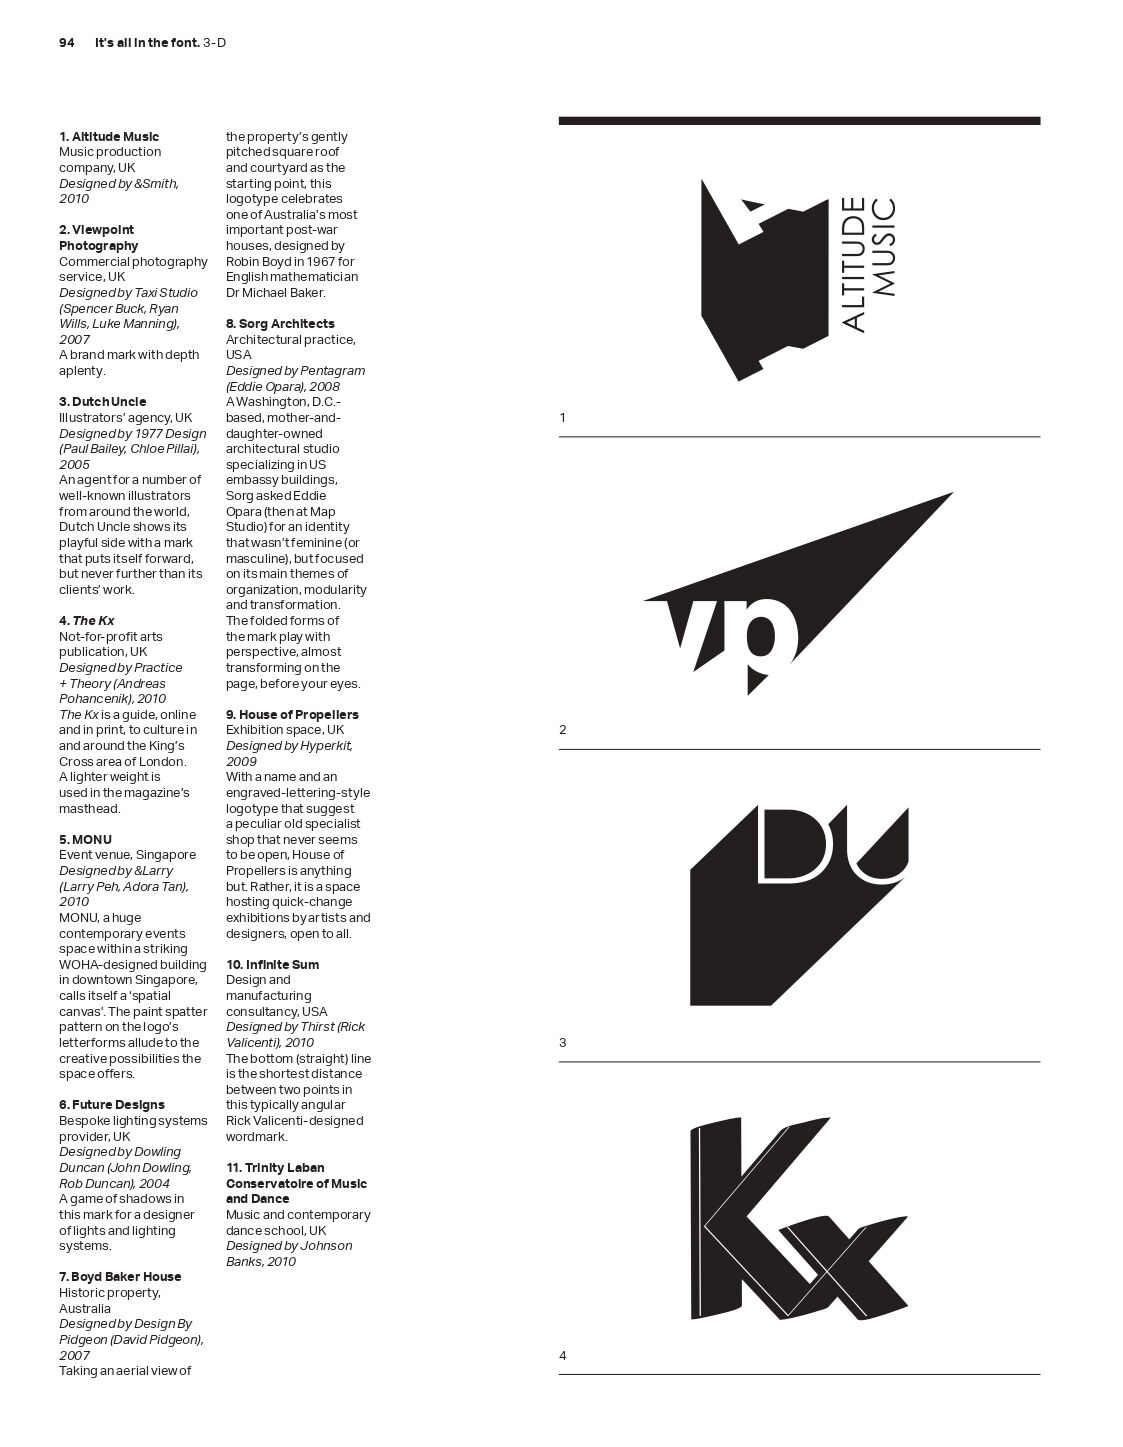 94 It's all in the font. 3-D
1. Altitude Music
Music production
company, UK
Designed by &Smith,
2010
2. Viewpoint
Photography
Commercial photography
service, UK
Designed by Taxi Studio
(Spencer Buck, Ryan
Wills, Luke Manning),
2007
A brand mark with depth
aplenty.
3. Dutch Uncle
Illustrators’ agency, UK
Designed by 1977 Design
(Paul Bailey, Chloe Pillai),
2005
An agent for a number of
well-known illustrators
from around the world,
Dutch Uncle shows its
playful side with a mark
that puts itself forward,
but never further than its
clients’ work.
4. The Kx
Not-for-profit arts
publication, UK
Designed by Practice
+ Theory (Andreas
Pohancenik), 2010
The Kx is a guide, online
and in print, to culture in
and around the King’s
Cross area of London.
A lighter weight is
used in the magazine’s
masthead.
5. MONU
Event venue, Singapore
Designed by &Larry
(Larry Peh, Adora Tan),
2010
MONU, a huge
contemporary events
space within a striking
WOHA-designed building
in downtown Singapore,
calls itself a ‘spatial
canvas’. The paint spatter
pattern on the logo’s
letterforms allude to the
creative possibilities the
space offers.
6. Future Designs
Bespoke lighting systems
provider, UK
Designed by Dowling
Duncan (John Dowling,
Rob Duncan), 2004
A game of shadows in
this mark for a designer
of lights and lighting
systems.
7. Boyd Baker House
Historic property,
Australia
Designed by Design By
Pidgeon (David Pidgeon),
2007
Taking an aerial view of
the property’s gently
pitched square roof
and courtyard as the
starting point, this
logotype celebrates
one of Australia’s most
important post-war
houses, designed by
Robin Boyd in 1967 for
English mathematician
Dr Michael Baker.
8. Sorg Architects
Architectural practice,
USA
Designed by Pentagram
(Eddie Opara), 2008
A Washington, D.C.-
based, mother-and-
daughter-owned
architectural studio
specializing in US
embassy buildings,
Sorg asked Eddie
Opara (then at Map
Studio) for an identity
that wasn’t feminine (or
masculine), but focused
on its main themes of
organization, modularity
and transformation.
The folded forms of
the mark play with
perspective, almost
transforming on the
page, before your eyes.
9. House of Propellers
Exhibition space, UK
Designed by Hyperkit,
2009
With a name and an
engraved-lettering-style
logotype that suggest
a peculiar old specialist
shop that never seems
to be open, House of
Propellers is anything
but. Rather, it is a space
hosting quick-change
exhibitions by artists and
designers, open to all.
10. Infinite Sum
Design and
manufacturing
consultancy, USA
Designed by Thirst (Rick
Valicenti), 2010
The bottom (straight) line
is the shortest distance
between two points in
this typically angular
Rick Valicenti-designed
wordmark.
11. Trinity Laban
Conservatoire of Music
and Dance
Music and contemporary
dance school, UK
Designed by Johnson
Banks, 2010
ALTITUDE
MUSIC
1
vp
2
DU
3
Kx
4